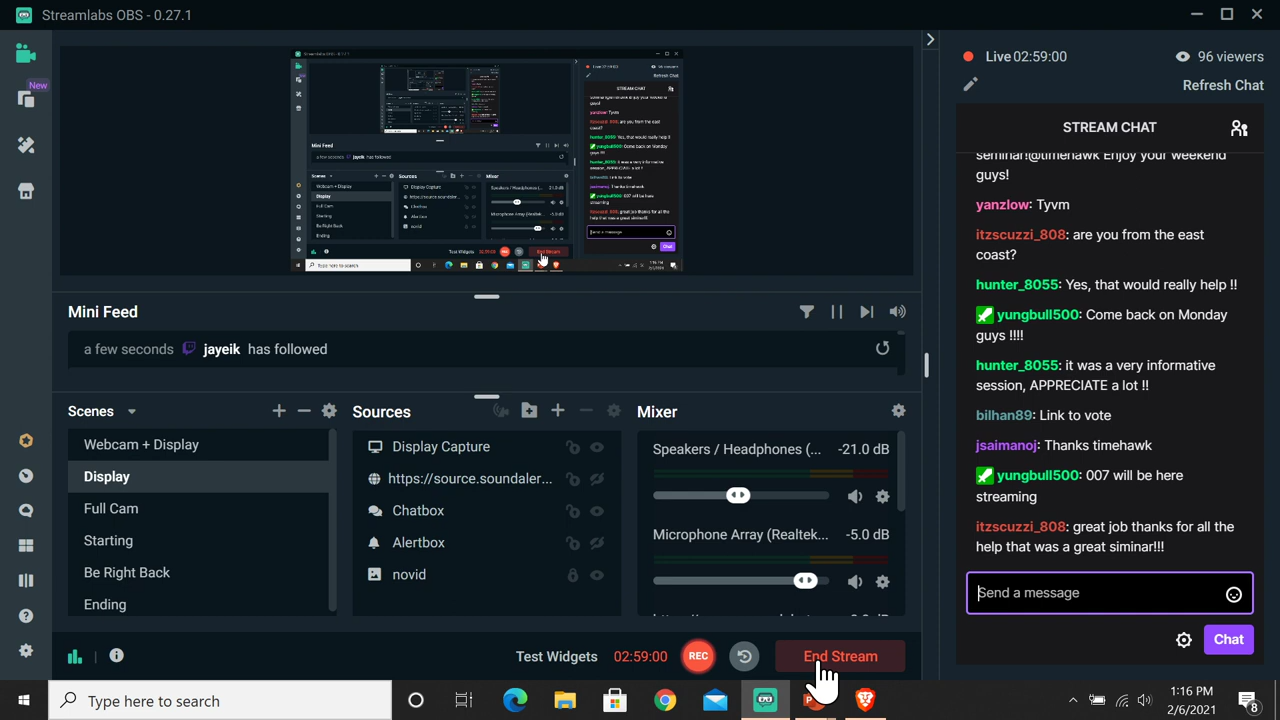 Streamlabs OBS - 0.27.1
New
Live 02:59:00
96 viewers
Refresh Chat
STREAM CHAT
guys!
yanzlow: Tyvm
itzscuzzi_808: are you from the east
coast?
hunter_8055: Yes, that would really help !!
yungbull500: Come back on Monday
guys !!!!
hunter_8055: it was a very informative
session, APPRECIATE a lot !!
bilhan89: Link to vote
jsaimanoj: Thanks timehawk
yungbull500: 007 will be here
streaming
itzscuzzi_808: great job thanks for all the
help that was a great siminar!!!
Send a message
Chat
Mini Feed
a few seconds jayeik has followed
Scenes
Webcam + Display
Display
Full Cam
Starting
Be Right Back
Ending
Sources
Display Capture
https://source.soundaler...
Chatbox
Alertbox
novid
Mixer
Speakers / Headphones (... -21.0 dB
Microphone Array (Realtek... -5.0 dB
Test Widgets 02:59:00 REC End Stream
Type here to search
1:16 PM
2/6/2021
8